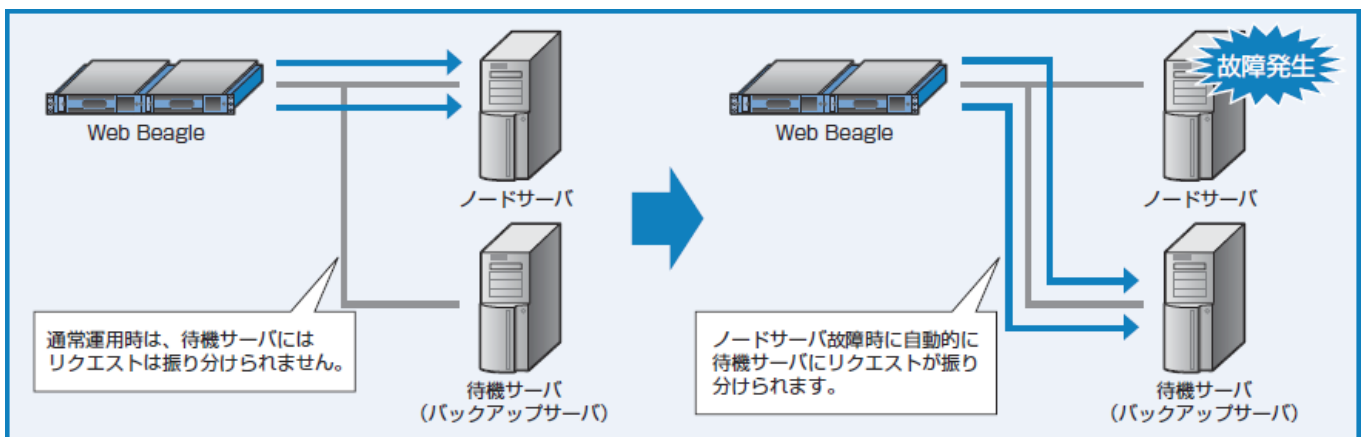 Web Beagle
ノードサーバ
通常運用時は、待機サーバには
リクエストは振り分けられません。
待機サーバ
(バックアップサーバ)
故障発生
Web Beagle
ノードサーバ
ノードサーバ故障時に自動的に
待機サーバにリクエストが振り
分けられます。
待機サーバ
(バックアップサーバ)